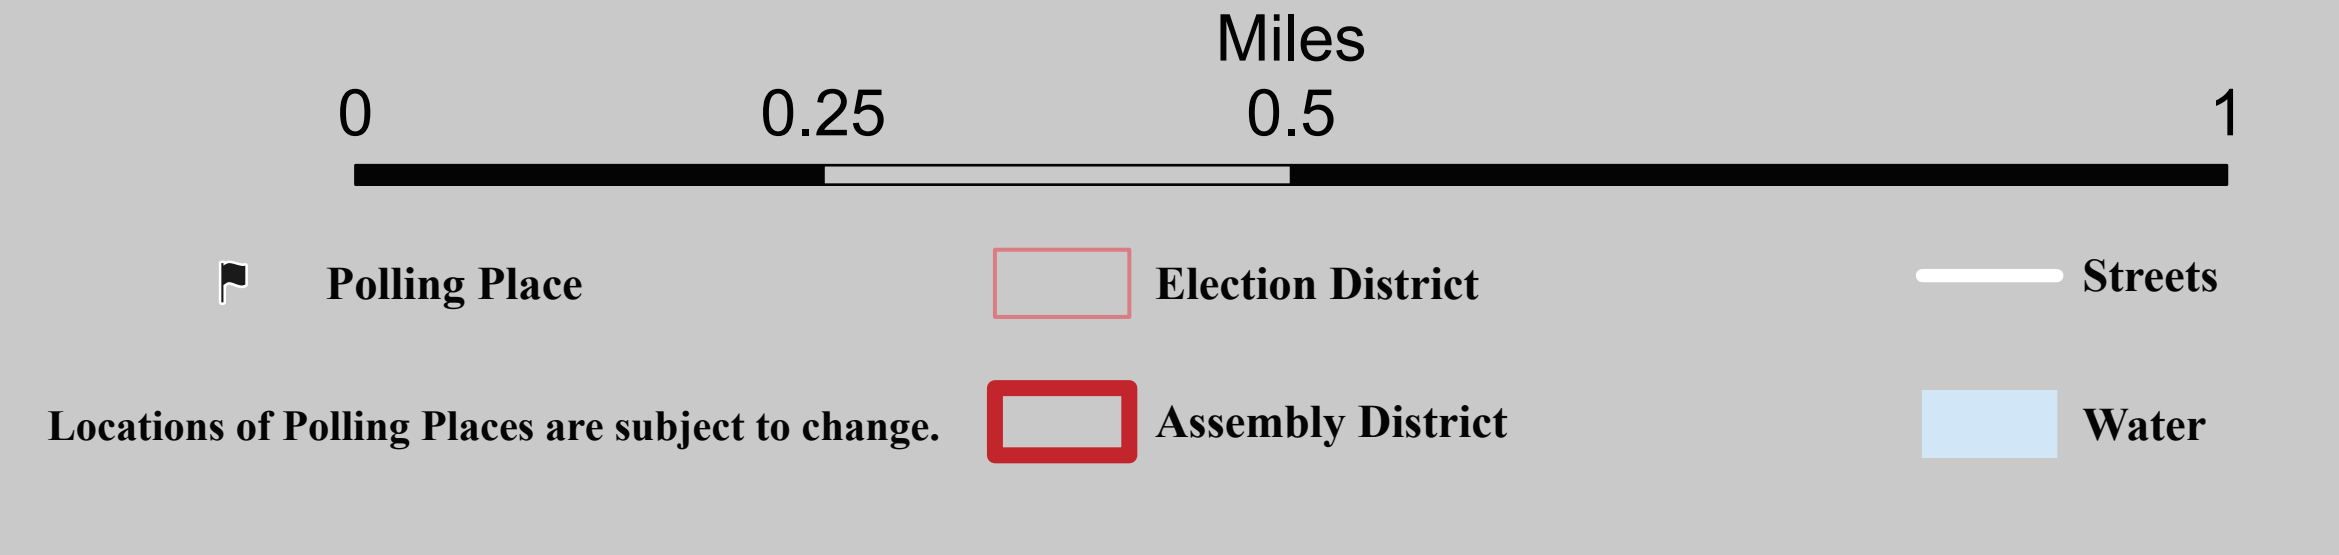 Miles
0 0.25 0.5 1
Polling Place
Election District
Streets
Locations of Polling Places are subject to change.
Assembly District
Water